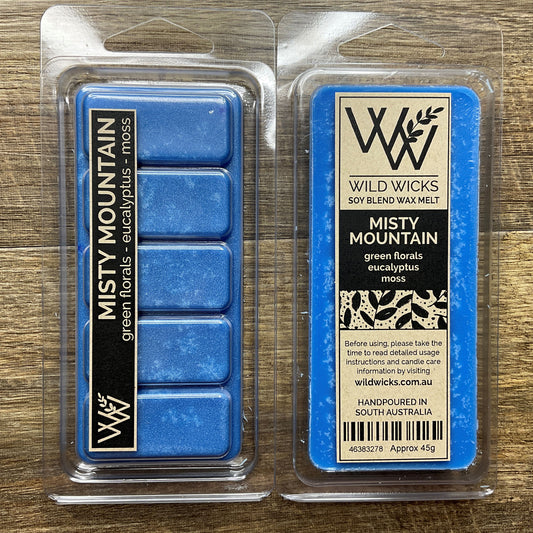 MISTY MOUNTAIN
green florals - eucalyptus - moss
WILD WICKS
SOY BLEND WAX MELT
MISTY
MOUNTAIN
green florals
eucalyptus
moss
Before using, please take the
time to read detailed usage
instructions and candle care
information by visiting
wildwicks.com.au
HANDPOURED IN
SOUTH AUSTRALIA
46383278 Approx 45g